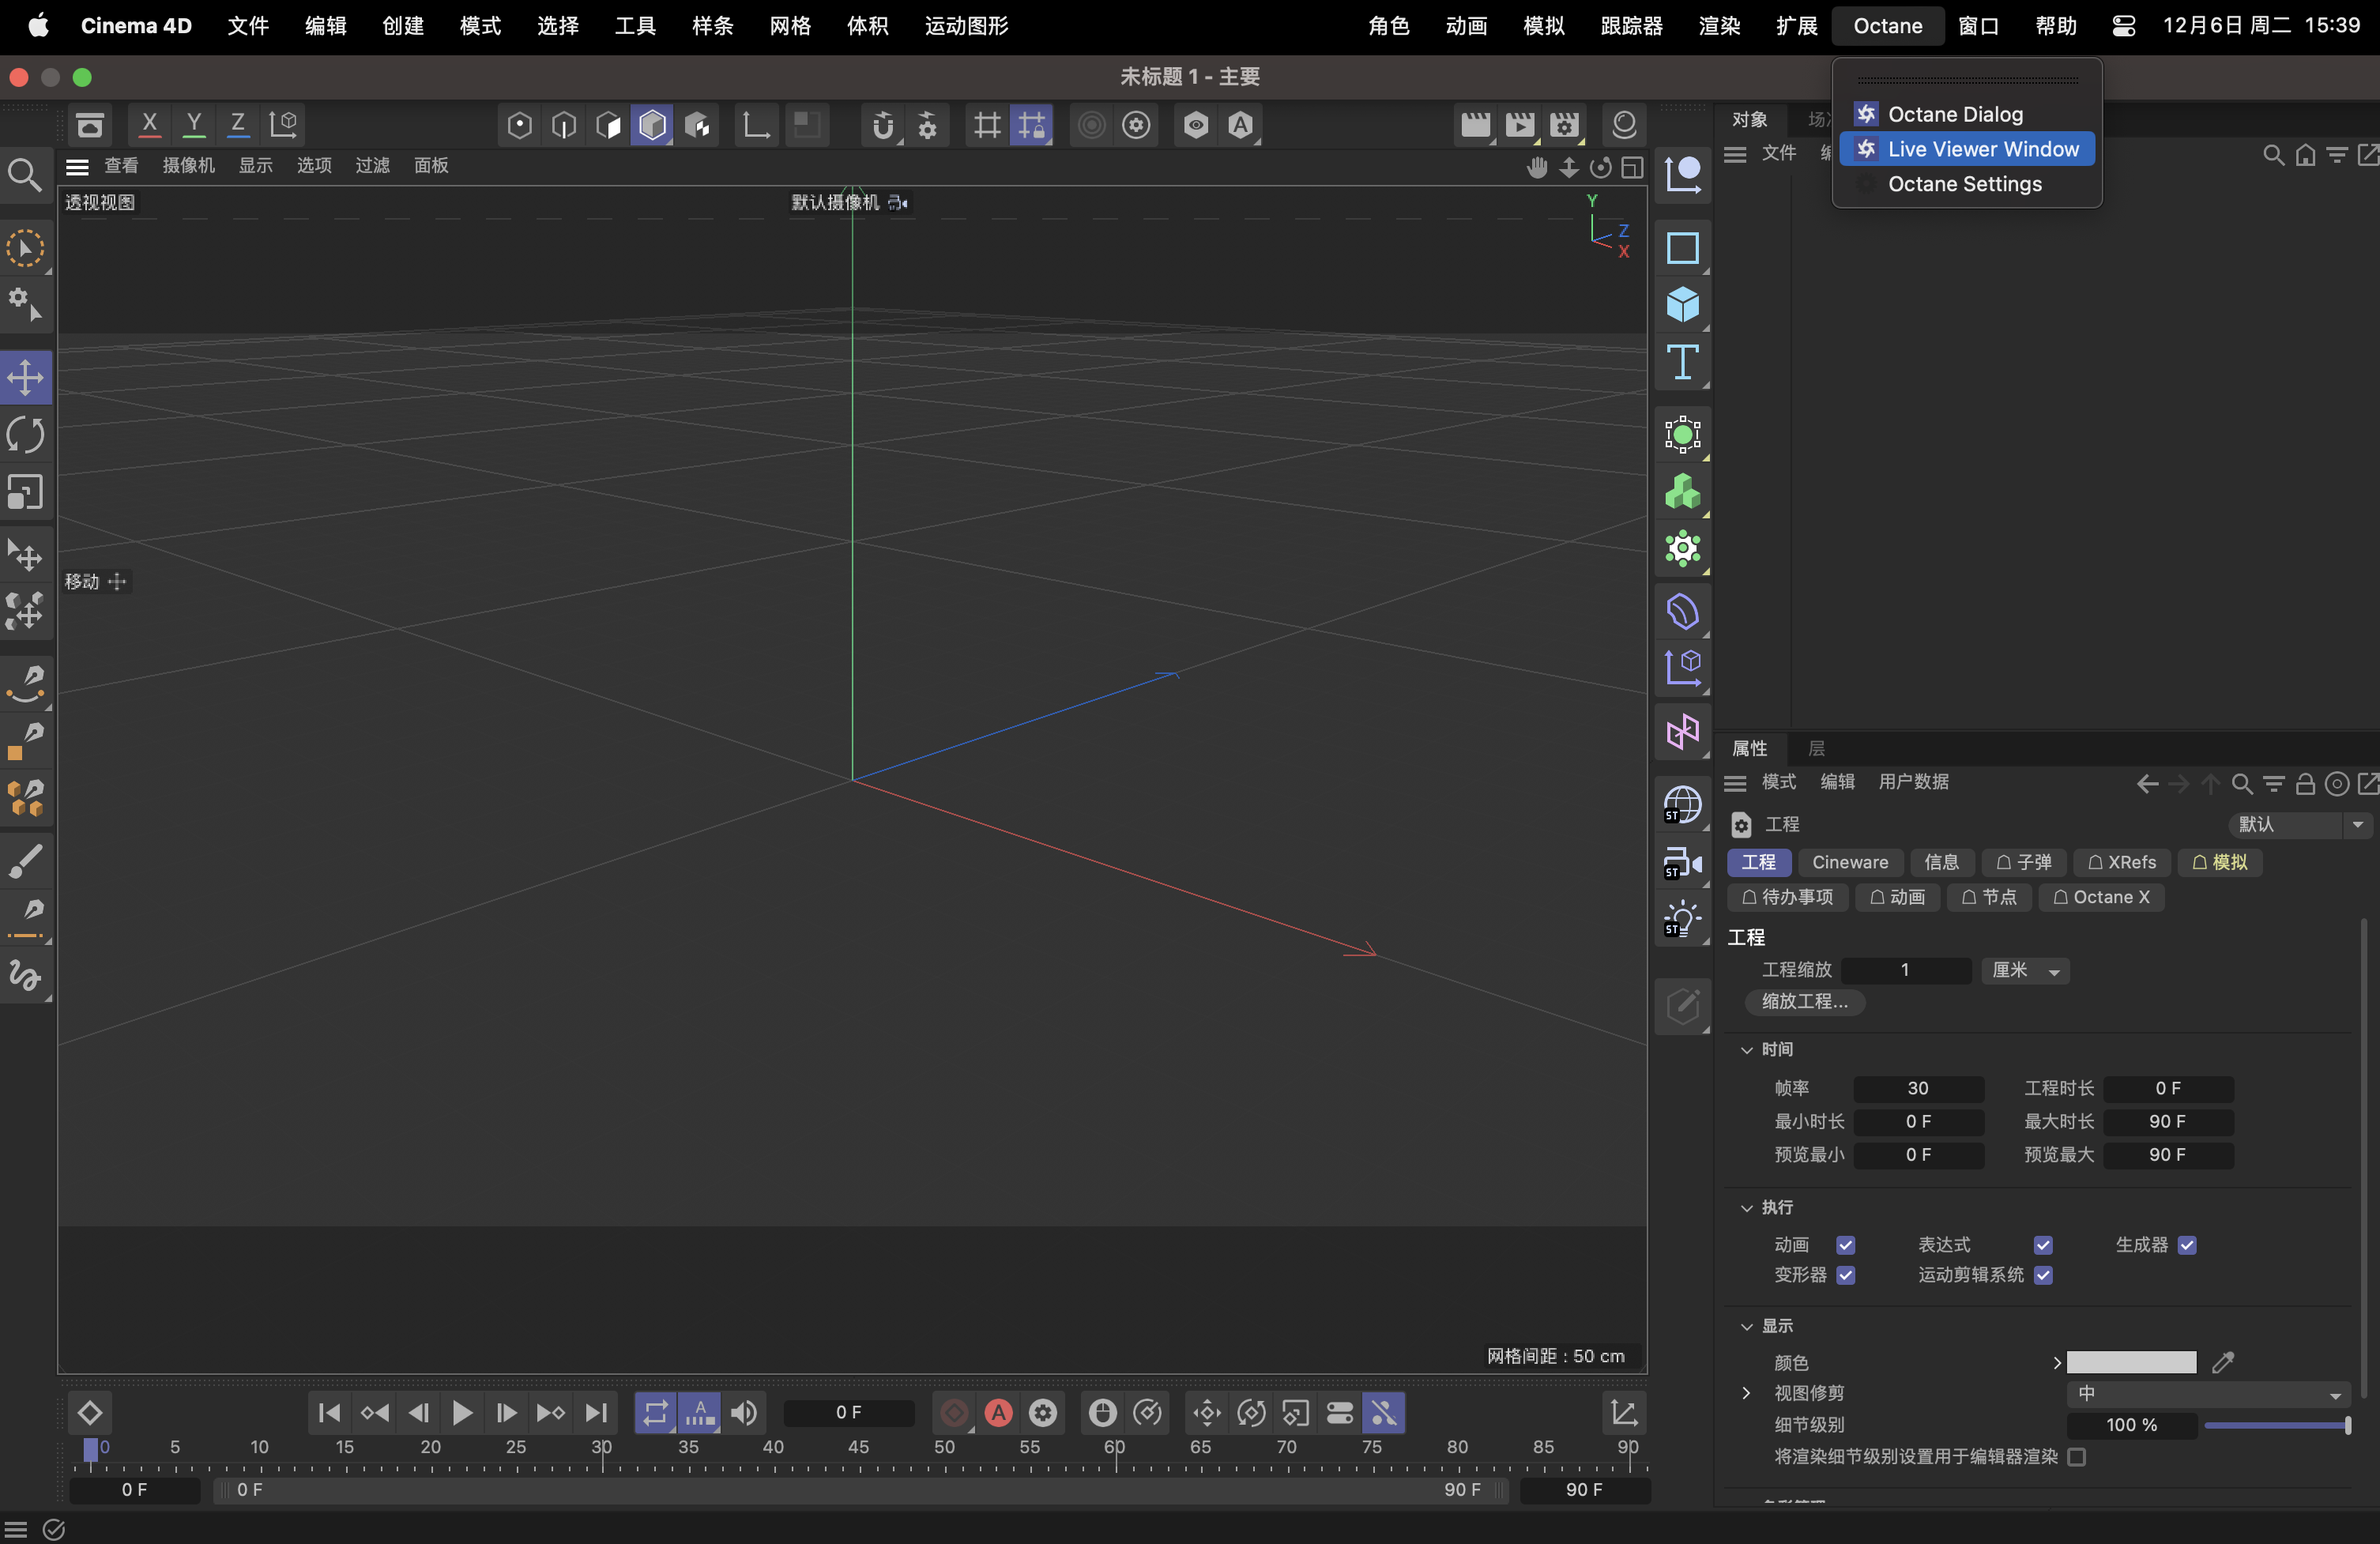 Cinema 4D 文件 编辑 创建 模式 选择 工具 样条 网格 体积 运动图形 角色 动画 模拟 跟踪器 渲染 扩展 Octane 窗口 帮助 12月6日 周二 15:39
未标题 1 - 主要
Octane Dialog
Live Viewer Window
Octane Settings
X Y Z
A
对象
查看 摄像机 显示 选项 过滤 面板
文件
透视视图
默认摄像机
Y
Z
X
移动
T
ST
ST
ST
网格间距 : 50 cm
属性 层
模式 编辑 用户数据
工程 默认
工程 Cineware 信息 子弹 XRefs 模拟
待办事项 动画 节点 Octane X
工程
工程缩放 1 厘米
缩放工程...
时间
帧率 30 工程时长 0 F
最小时长 0 F 最大时长 90 F
预览最小 0 F 预览最大 90 F
执行
动画 表达式 生成器
变形器 运动剪辑系统
显示
颜色
视图修剪 中
细节级别 100 %
将渲染细节级别设置用于编辑器渲染
A 0 F A
0 5 10 15 20 25 30 35 40 45 50 55 60 65 70 75 80 85 90
0 F 0 F 90 F 90 F